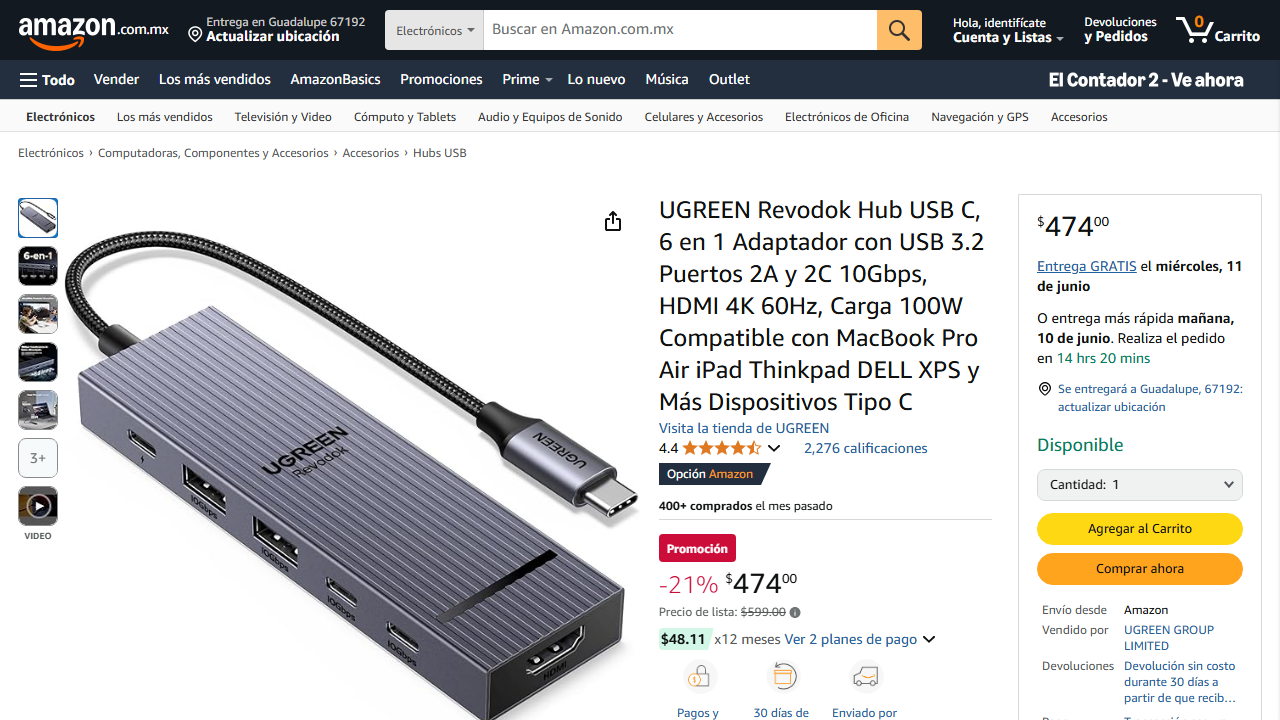 amazon.com.mx
Entrega en Guadalupe 67192
Actualizar ubicación
Electrónicos
Buscar en Amazon.com.mx
Hola, identifícate
Cuenta y Listas
Devoluciones
y Pedidos
0
Carrito
Todo
Vender
Los más vendidos
AmazonBasics
Promociones
Prime
Lo nuevo
Música
Outlet
El Contador 2 - Ve ahora
Electrónicos
Los más vendidos
Televisión y Video
Cómputo y Tablets
Audio y Equipos de Sonido
Celulares y Accesorios
Electrónicos de Oficina
Navegación y GPS
Accesorios
Electrónicos › Computadoras, Componentes y Accesorios › Accesorios › Hubs USB
6-en-1
3+
VIDEO
UGREEN
Revodok
UGREEN
10Gbps
10Gbps
10Gbps
10Gbps
HDMI
UGREEN Revodok Hub USB C,
6 en 1 Adaptador con USB 3.2
Puertos 2A y 2C 10Gbps,
HDMI 4K 60Hz, Carga 100W
Compatible con MacBook Pro
Air iPad Thinkpad DELL XPS y
Más Dispositivos Tipo C
Visita la tienda de UGREEN
4.4
2,276 calificaciones
Opción Amazon
400+ comprados el mes pasado
Promoción
-21% $47400
Precio de lista: $599.00
$48.11 x12 meses Ver 2 planes de pago
Pagos y
30 días de
Enviado por
$47400
Entrega GRATIS el miércoles, 11
de junio
O entrega más rápida mañana,
10 de junio. Realiza el pedido
en 14 hrs 20 mins
Se entregará a Guadalupe, 67192:
actualizar ubicación
Disponible
Cantidad: 1
Agregar al Carrito
Comprar ahora
Envío desde Amazon
Vendido por UGREEN GROUP
LIMITED
Devoluciones Devolución sin costo
durante 30 días a
partir de que recib…